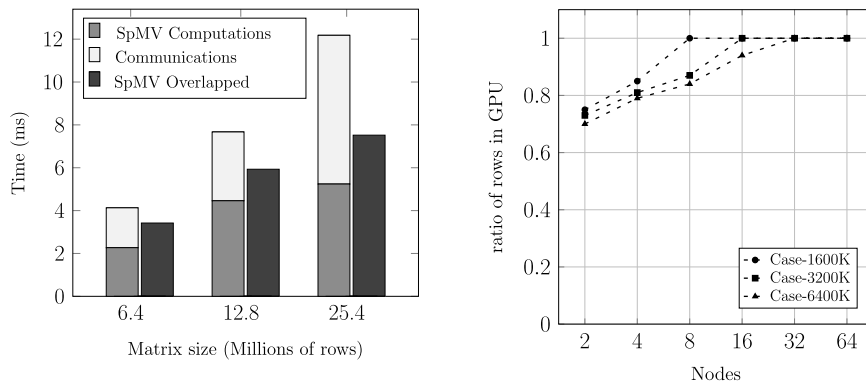 SpMV Computations
Communications
SpMV Overlapped
Time (ms)
12
10
8
6
4
2
0
6.4
12.8
25.4
Matrix size (Millions of rows)
ratio of rows in GPU
1
0.8
0.6
0.4
0.2
0
Case-1600K
Case-3200K
Case-6400K
2
4
8
16
32
64
Nodes